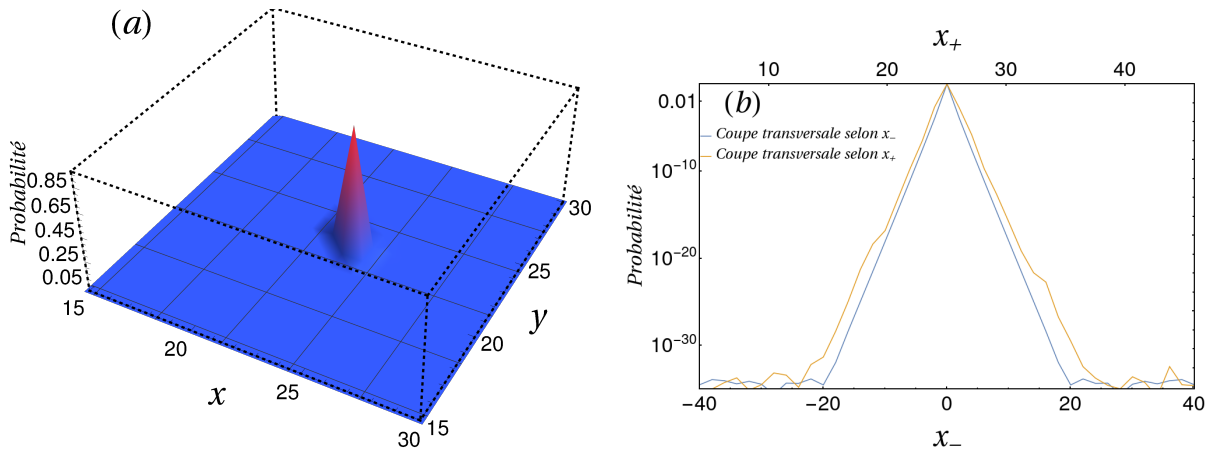 (a)
Probabilité
0.85
0.65
0.45
0.25
0.05
15
20
25
30
x
15
20
25
30
y
x₊
10 20 30 40
(b)
Coupe transversale selon x₋
Coupe transversale selon x₊
Probabilité
0.01
10⁻¹⁰
10⁻²⁰
10⁻³⁰
−40 −20 0 20 40
x₋